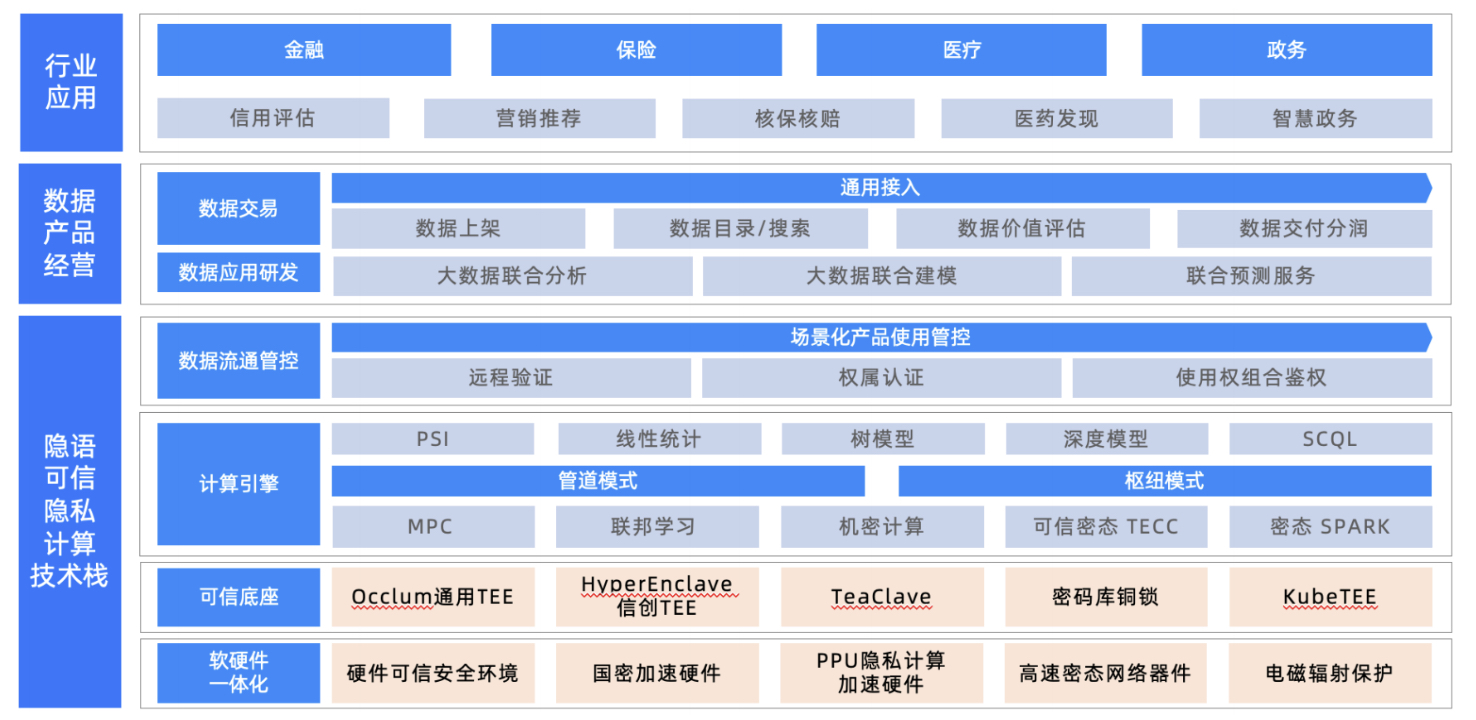 行业
应用
金融
保险
医疗
政务
信用评估
营销推荐
核保核赔
医药发现
智慧政务
数据
产品
经营
数据交易
通用接入
数据上架
数据目录/搜索
数据价值评估
数据交付分润
数据应用研发
大数据联合分析
大数据联合建模
联合预测服务
隐语
可信
隐私
计算
技术栈
数据流通管控
场景化产品使用管控
远程验证
权属认证
使用权组合鉴权
计算引擎
PSI
线性统计
树模型
深度模型
SCQL
管道模式
枢纽模式
MPC
联邦学习
机密计算
可信密态 TECC
密态 SPARK
可信底座
Occlum通用TEE
HyperEnclave
信创TEE
TeaClave
密码库铜锁
KubeTEE
软硬件
一体化
硬件可信安全环境
国密加速硬件
PPU隐私计算
加速硬件
高速密态网络器件
电磁辐射保护